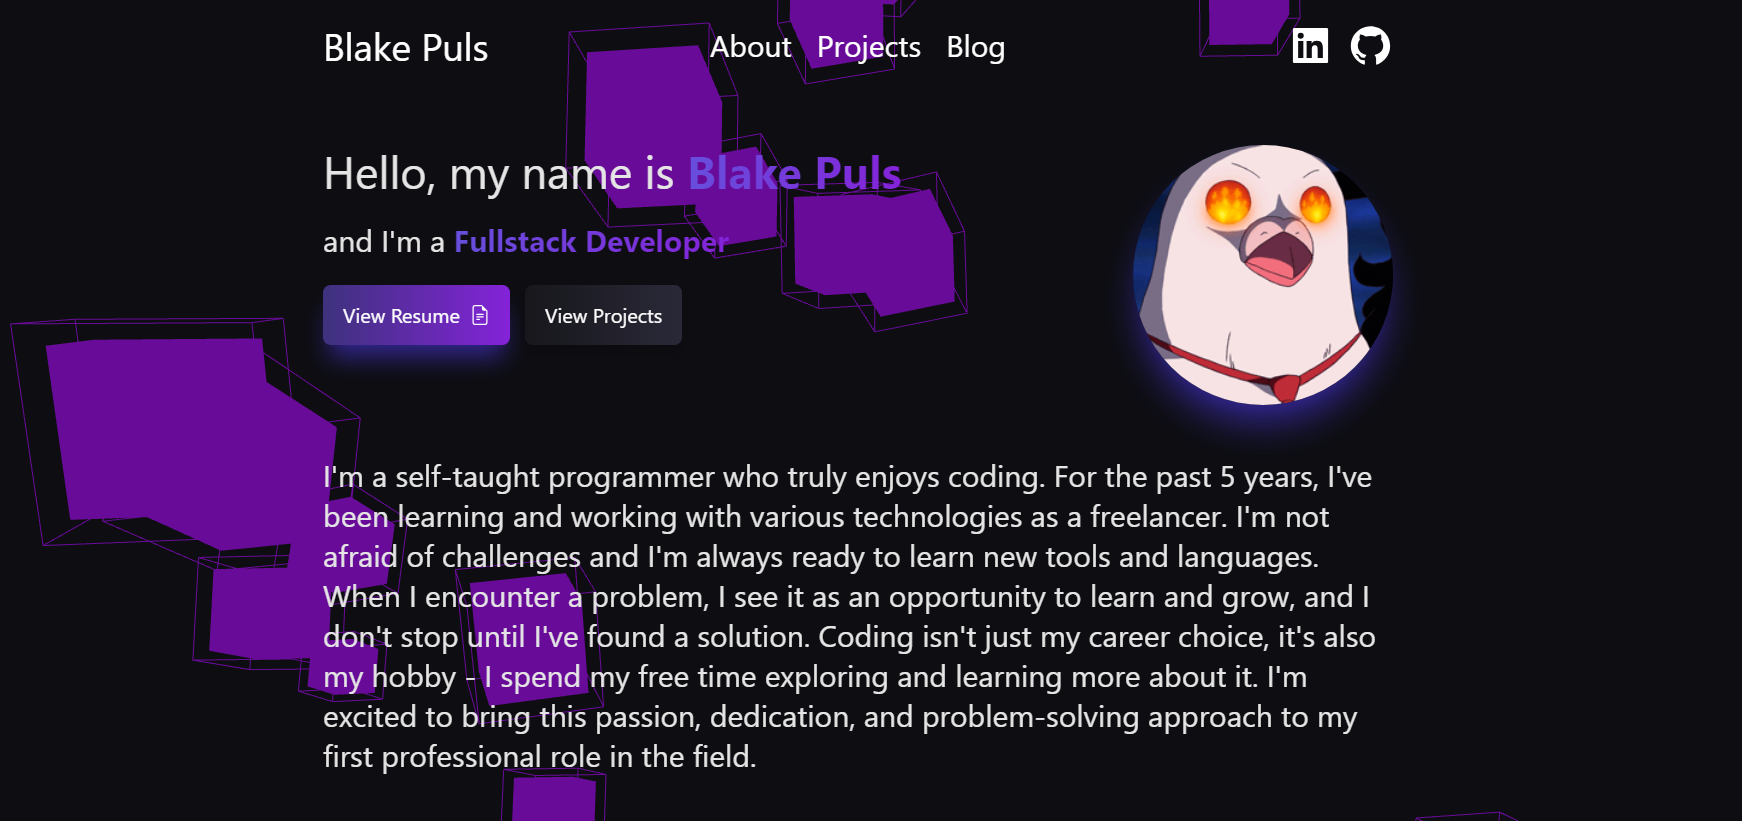 Blake Puls
About Projects Blog
in
Hello, my name is Blake Puls
and I'm a Fullstack Developer
View Resume
View Projects
I'm a self-taught programmer who truly enjoys coding. For the past 5 years, I've
been learning and working with various technologies as a freelancer. I'm not
afraid of challenges and I'm always ready to learn new tools and languages.
When I encounter a problem, I see it as an opportunity to learn and grow, and I
don't stop until I've found a solution. Coding isn't just my career choice, it's also
my hobby - I spend my free time exploring and learning more about it. I'm
excited to bring this passion, dedication, and problem-solving approach to my
first professional role in the field.